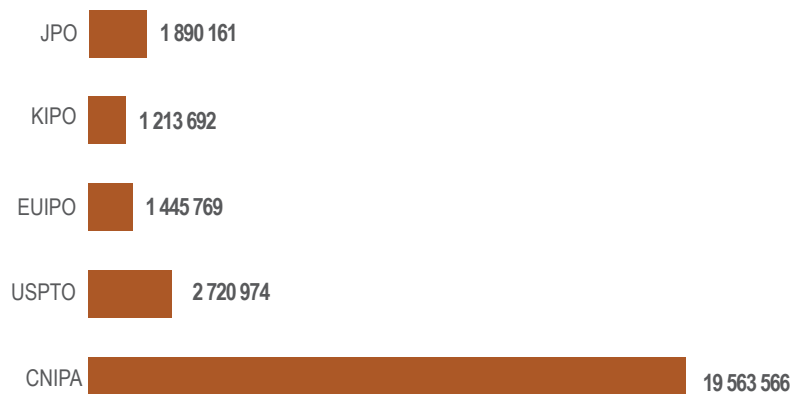 JPO 1 890 161
KIPO 1 213 692
EUIPO 1 445 769
USPTO 2 720 974
CNIPA 19 563 566